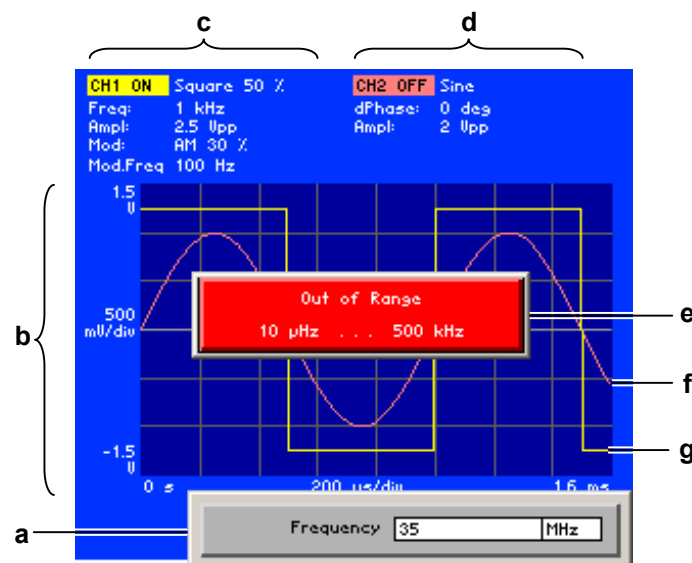 c d
CH1 ON Square 50 % CH2 OFF Sine
Freq: 1 kHz dPhase: 0 deg
Ampl: 2.5 Vpp Ampl: 2 Vpp
Mod: AM 30 %
Mod.Freq 100 Hz
1.5
V
Out of Range
e
500
10 µHz ... 500 kHz
mV/div
b
f
-1.5
g
V
0 s 200 us/div 1.6 ms
a
Frequency 35 MHz